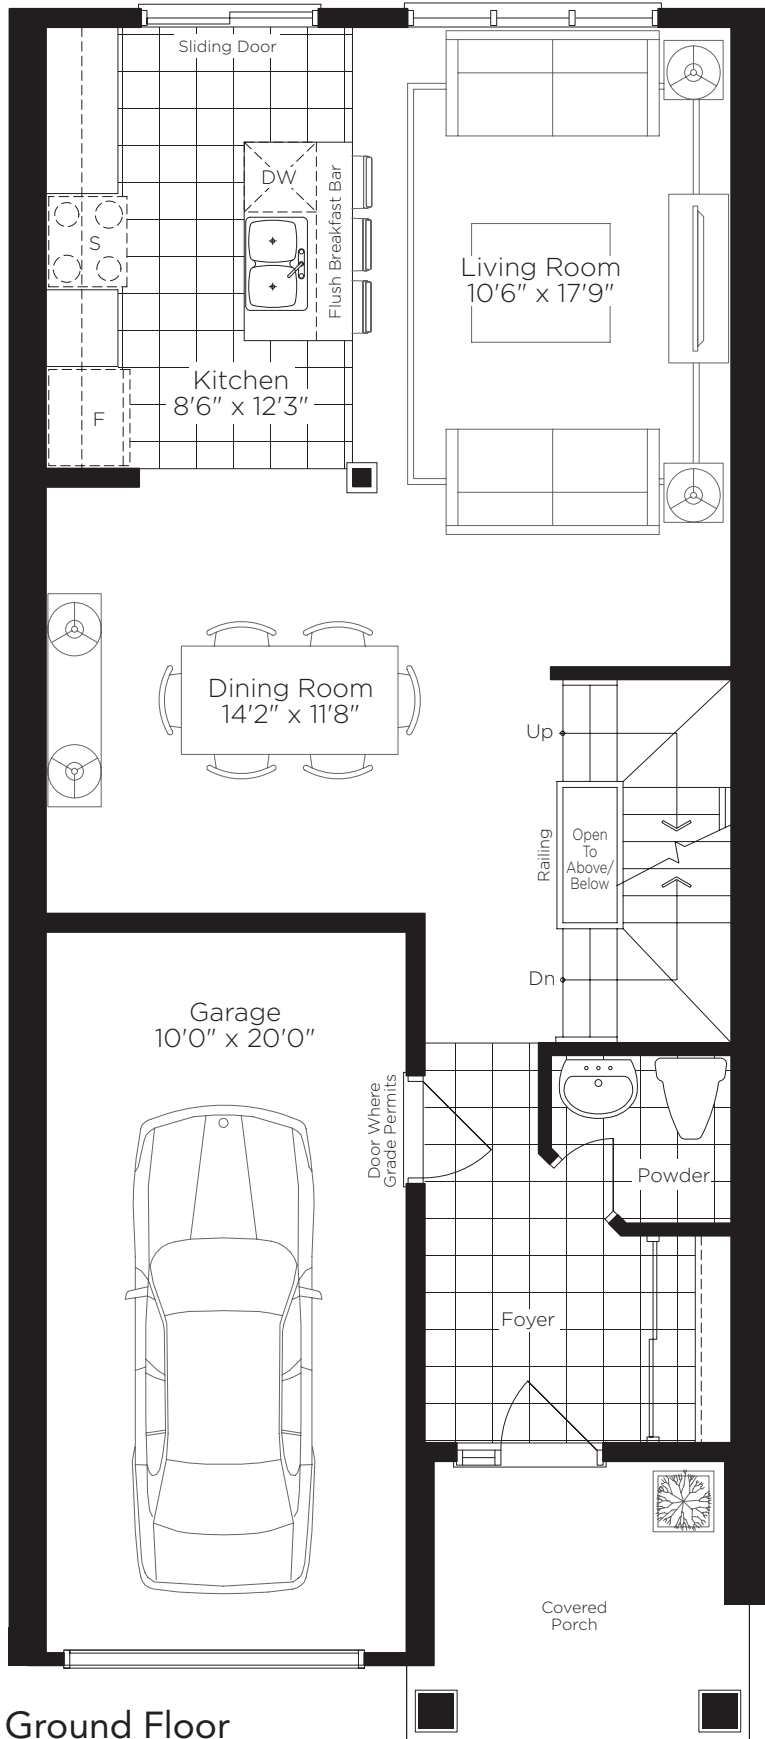 Sliding Door
DW
Flush Breakfast Bar
S
Living Room
10'6" x 17'9"
Kitchen
8'6" x 12'3"
F
Dining Room
14'2" x 11'8"
Up
Railing
Open
To
Above/
Below
Dn
Garage
10'0" x 20'0"
Door Where
Grade Permits
Powder
Foyer
Covered
Porch
Ground Floor